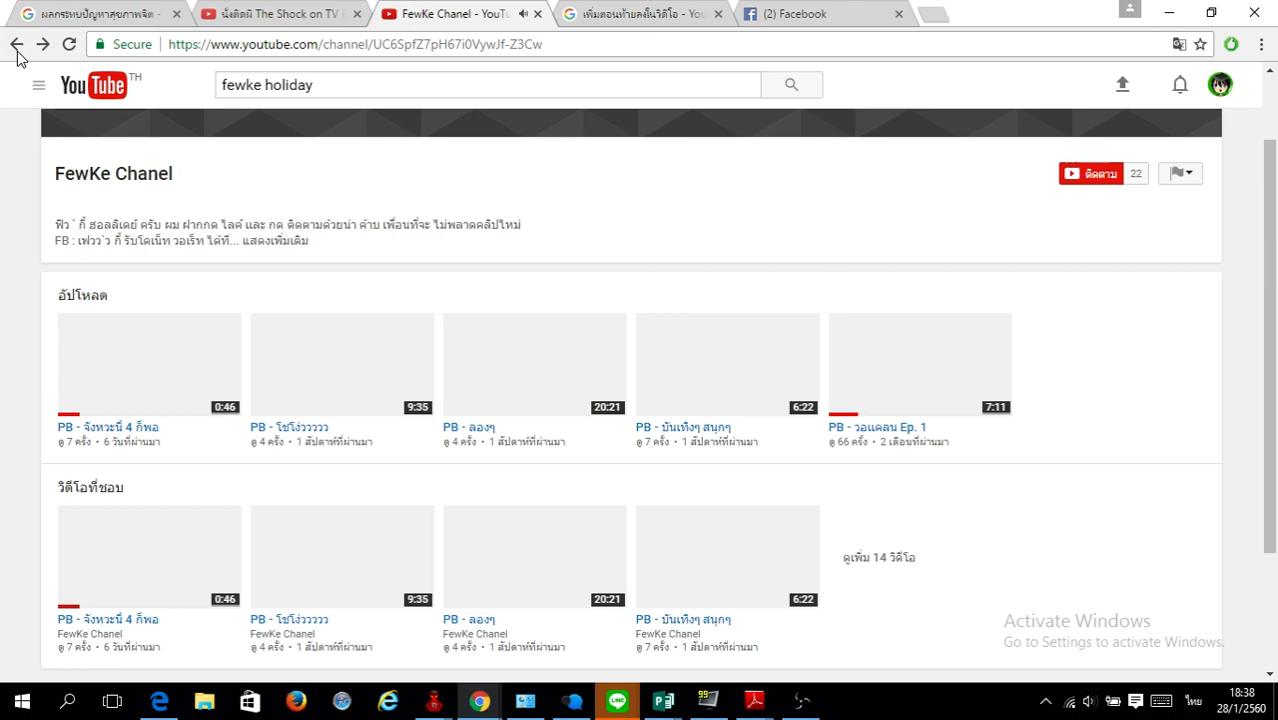 ผลกระทบปัญหาสุขภาพจิต -
นั่งติดผี The Shock on TV (
FewKe Chanel - YouTu
เพิ่มตอนท้ายลงในวิดีโอ - You
(2) Facebook
Secure
https://www.youtube.com/channel/UC6SpfZ7pH67i0VywJf-Z3Cw
YouTube TH
fewke holiday
FewKe Chanel
ติดตาม
22
ฟิว ` กี้ ฮอลลิเดย์ ครับ ผม ฝากกด ไลค์ และ กด ติดตามด้วยน่า ค้าบ เพื่อนที่จะ ไม่พลาดคลิปใหม่
FB : เฟวว`ว กี้ รับโดเน็ท วอเร็ท ได้ที... แสดงเพิ่มเติม
อัปโหลด
0:46
9:35
20:21
6:22
7:11
PB - จังหวะนี้ 4 ก็พอ
PB - โชโง่ววววว
PB - ลองๆ
PB - บันเทิงๆ สนุกๆ
PB - วอแคลน Ep. 1
ดู 7 ครั้ง • 6 วันที่ผ่านมา
ดู 4 ครั้ง • 1 สัปดาห์ที่ผ่านมา
ดู 4 ครั้ง • 1 สัปดาห์ที่ผ่านมา
ดู 7 ครั้ง • 1 สัปดาห์ที่ผ่านมา
ดู 66 ครั้ง • 2 เดือนที่ผ่านมา
วิดีโอที่ชอบ
0:46
9:35
20:21
6:22
ดูเพิ่ม 14 วิดีโอ
PB - จังหวะนี้ 4 ก็พอ
PB - โชโง่ววววว
PB - ลองๆ
PB - บันเทิงๆ สนุกๆ
FewKe Chanel
FewKe Chanel
FewKe Chanel
FewKe Chanel
ดู 7 ครั้ง • 6 วันที่ผ่านมา
ดู 4 ครั้ง • 1 สัปดาห์ที่ผ่านมา
ดู 4 ครั้ง • 1 สัปดาห์ที่ผ่านมา
ดู 7 ครั้ง • 1 สัปดาห์ที่ผ่านมา
Activate Windows
Go to Settings to activate Windows.
LINE
99
ไทย
18:38
28/1/2560